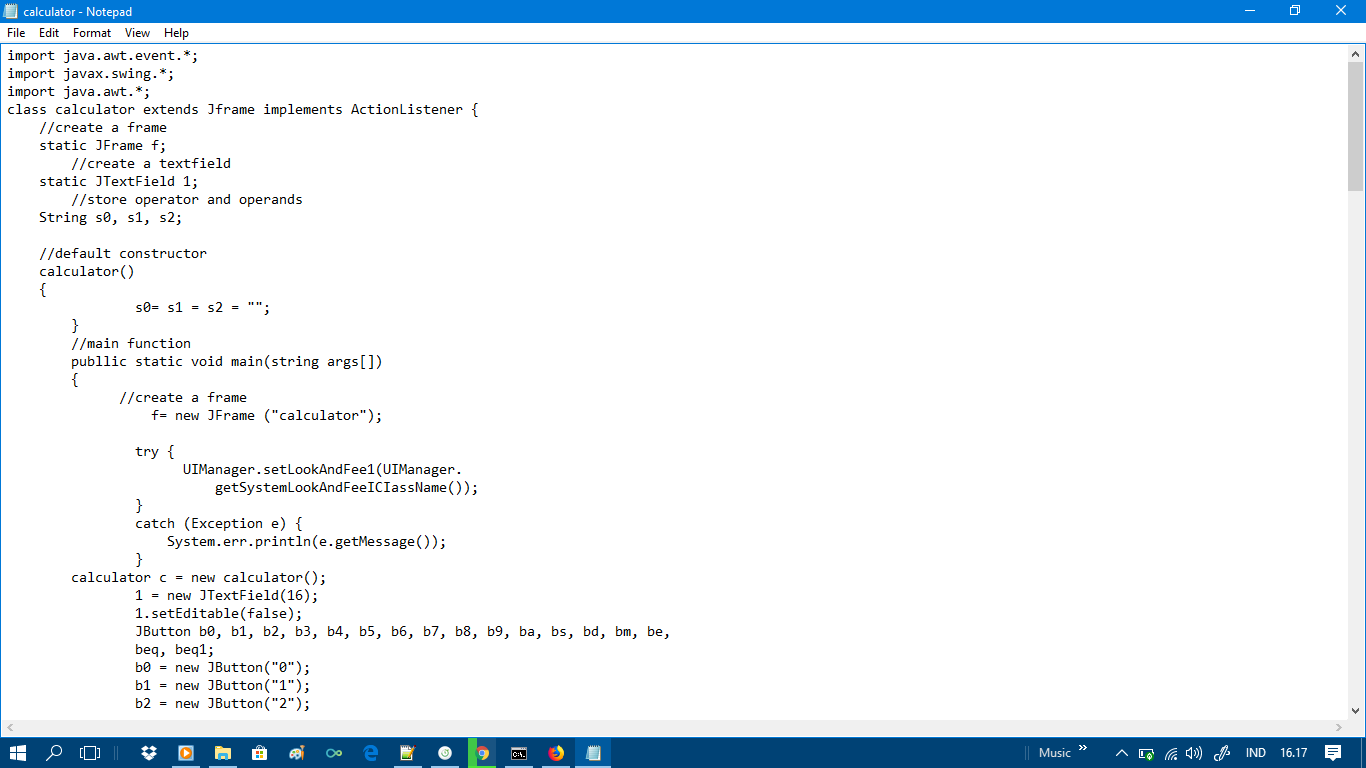 calculator - Notepad
File Edit Format View Help
import java.awt.event.*;
import javax.swing.*;
import java.awt.*;
class calculator extends Jframe implements ActionListener {
//create a frame
static JFrame f;
//create a textfield
static JTextField 1;
//store operator and operands
String s0, s1, s2;
//default constructor
calculator()
{
s0= s1 = s2 = "";
}
//main function
publlic static void main(string args[])
{
//create a frame
f= new JFrame ("calculator");
try {
UIManager.setLookAndFee1(UIManager.
getSystemLookAndFeeICIassName());
}
catch (Exception e) {
System.err.println(e.getMessage());
}
calculator c = new calculator();
1 = new JTextField(16);
1.setEditable(false);
JButton b0, b1, b2, b3, b4, b5, b6, b7, b8, b9, ba, bs, bd, bm, be,
beq, beq1;
b0 = new JButton("0");
b1 = new JButton("1");
b2 = new JButton("2");
Music » IND 16.17